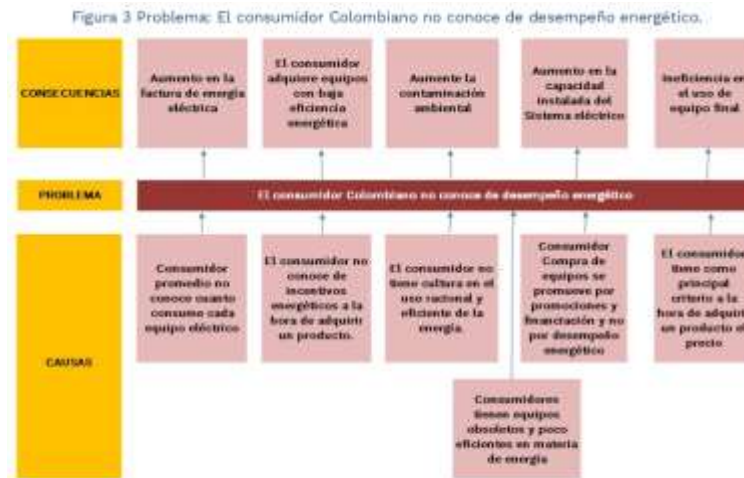 Figura 3 Problema: El consumidor Colombiano no conoce de desempeño energético.
CONSECUENCIAS
Aumento en la
factura de energía
eléctrica
El consumidor
adquiere equipos
con baja
eficiencia
energética
Aumente la
contaminación
ambiental
Aumento en la
capacidad
instalada del
Sistema eléctrico
Ineficiencia en
el uso de
equipo final
PROBLEMA
El consumidor Colombiano no conoce de desempeño energético
CAUSAS
Consumidor
promedio no
conoce cuanto
consume cada
equipo eléctrico
El consumidor no
conoce de
incentivos
energéticos a la
hora de adquirir
un producto.
El consumidor no
tiene cultura en el
uso racional y
eficiente de la
energía.
Consumidor
Compra de
equipos se
promueve por
promociones y
financiación y no
por desempeño
energético
El consumidor
tiene como
principal
criterio a la
hora de adquirir
un producto el
precio
Consumidores
tienen equipos
obsoletos y poco
eficientes en materia
de energía